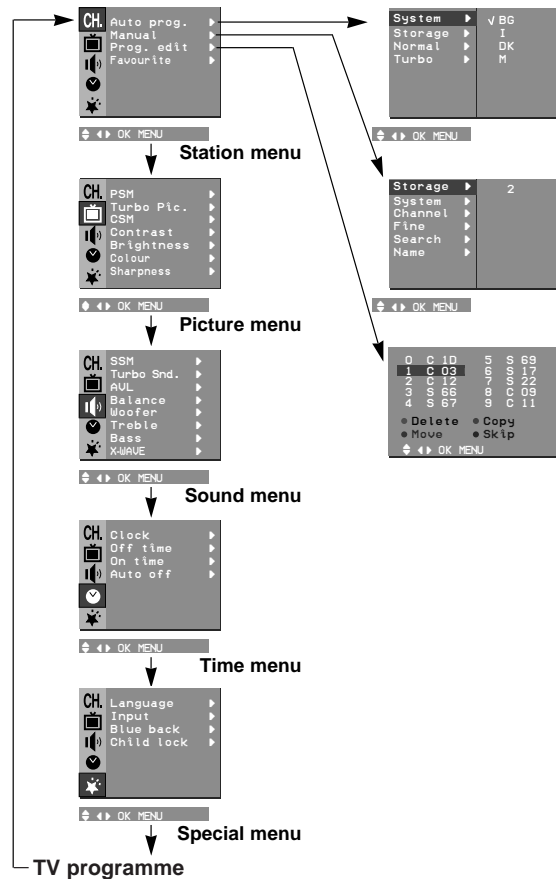 CH.
Auto prog.
Manual
Prog. edit
Favourite
OK MENU
Station menu
CH.
PSM
Turbo Pic.
CSM
Contrast
Brightness
Colour
Sharpness
OK MENU
Picture menu
CH.
SSM
Turbo Snd.
AVL
Balance
Woofer
Treble
Bass
X-WAVE
OK MENU
Sound menu
CH.
Clock
Off time
On time
Auto off
OK MENU
Time menu
CH.
Language
Input
Blue back
Child lock
OK MENU
Special menu
TV programme
System √ BG
Storage I
Normal DK
Turbo M
OK MENU
Storage 2
System
Channel
Fine
Search
Name
OK MENU
0 C 1D 5 S 69
1 C 03 6 S 17
2 C 12 7 S 22
3 S 66 8 C 09
4 S 67 9 C 11
Delete Copy
Move Skip
OK MENU